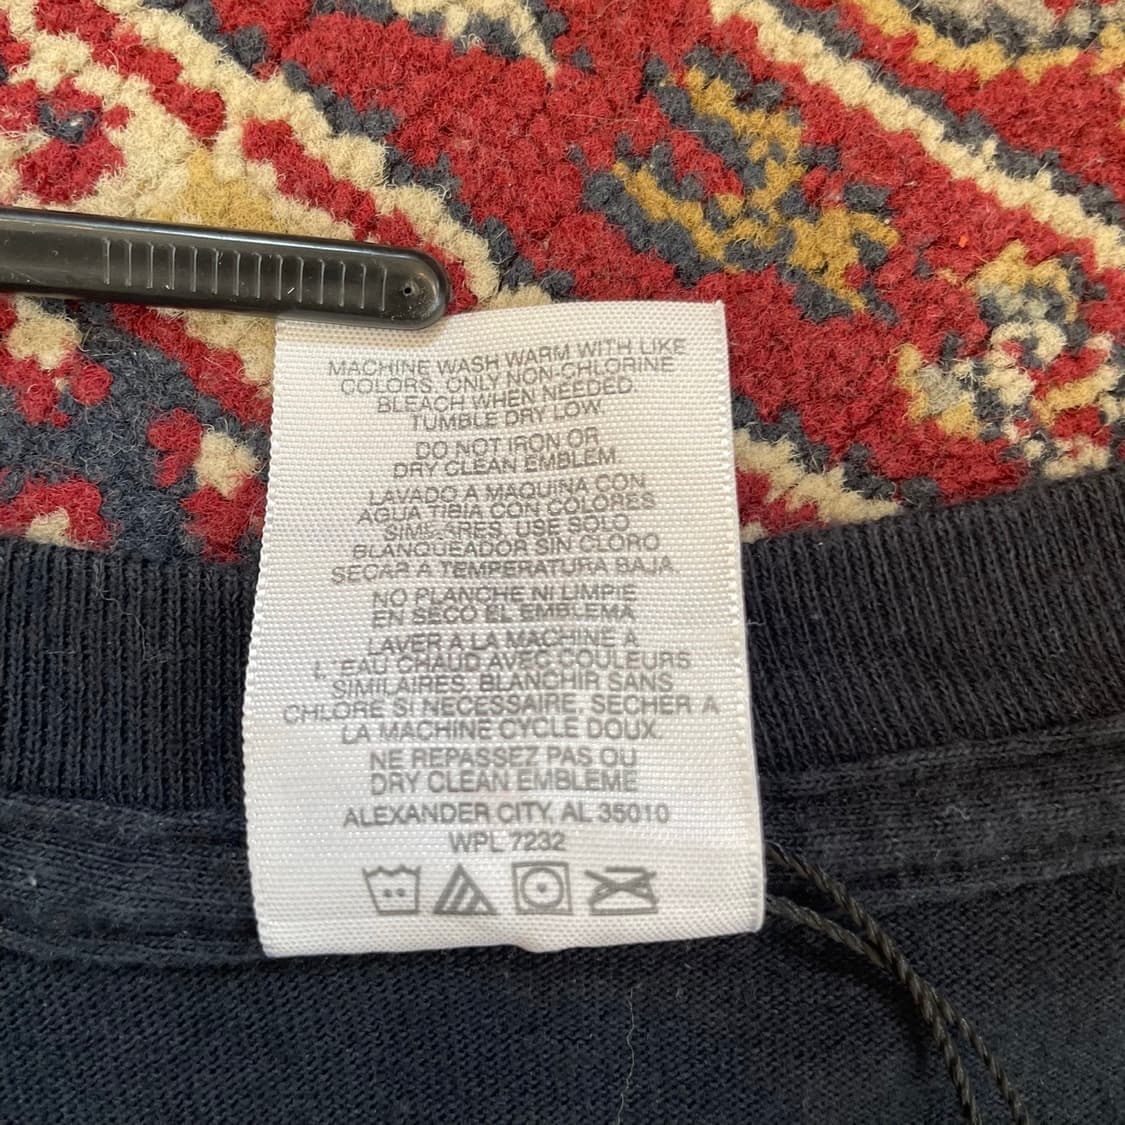 MACHINE WASH WARM WITH LIKE
COLORS. ONLY NON-CHLORINE
BLEACH WHEN NEEDED.
TUMBLE DRY LOW.
DO NOT IRON OR
DRY CLEAN EMBLEM.
LAVADO A MAQUINA CON
AGUA TIBIA CON COLORES
SIMILARES. USE SOLO
BLANQUEADOR SIN CLORO
SECAR A TEMPERATURA BAJA.
NO PLANCHE NI LIMPIE
EN SECO EL EMBLEMA
LAVER A LA MACHINE A
L'EAU CHAUD AVEC COULEURS
SIMILAIRES. BLANCHIR SANS
CHLORE SI NECESSAIRE. SECHER A
LA MACHINE CYCLE DOUX.
NE REPASSEZ PAS OU
DRY CLEAN EMBLEME
ALEXANDER CITY, AL 35010
WPL 7232